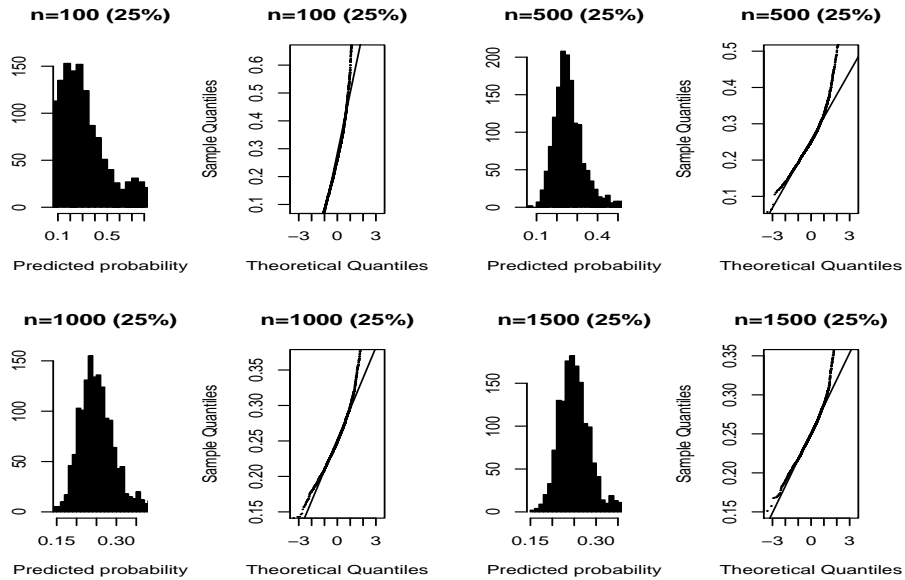 n=100 (25%)
0 50 100 150
0.1 0.5
Predicted probability
n=100 (25%)
Sample Quantiles
0.1 0.2 0.3 0.4 0.5 0.6
−3 0 3
Theoretical Quantiles
n=500 (25%)
0 50 100 150 200
0.1 0.4
Predicted probability
n=500 (25%)
Sample Quantiles
0.1 0.2 0.3 0.4 0.5
−3 0 3
Theoretical Quantiles
n=1000 (25%)
0 50 100 150
0.15 0.30
Predicted probability
n=1000 (25%)
Sample Quantiles
0.15 0.20 0.25 0.30 0.35
−3 0 3
Theoretical Quantiles
n=1500 (25%)
0 50 100 150
0.15 0.30
Predicted probability
n=1500 (25%)
Sample Quantiles
0.15 0.20 0.25 0.30 0.35
−3 0 3
Theoretical Quantiles